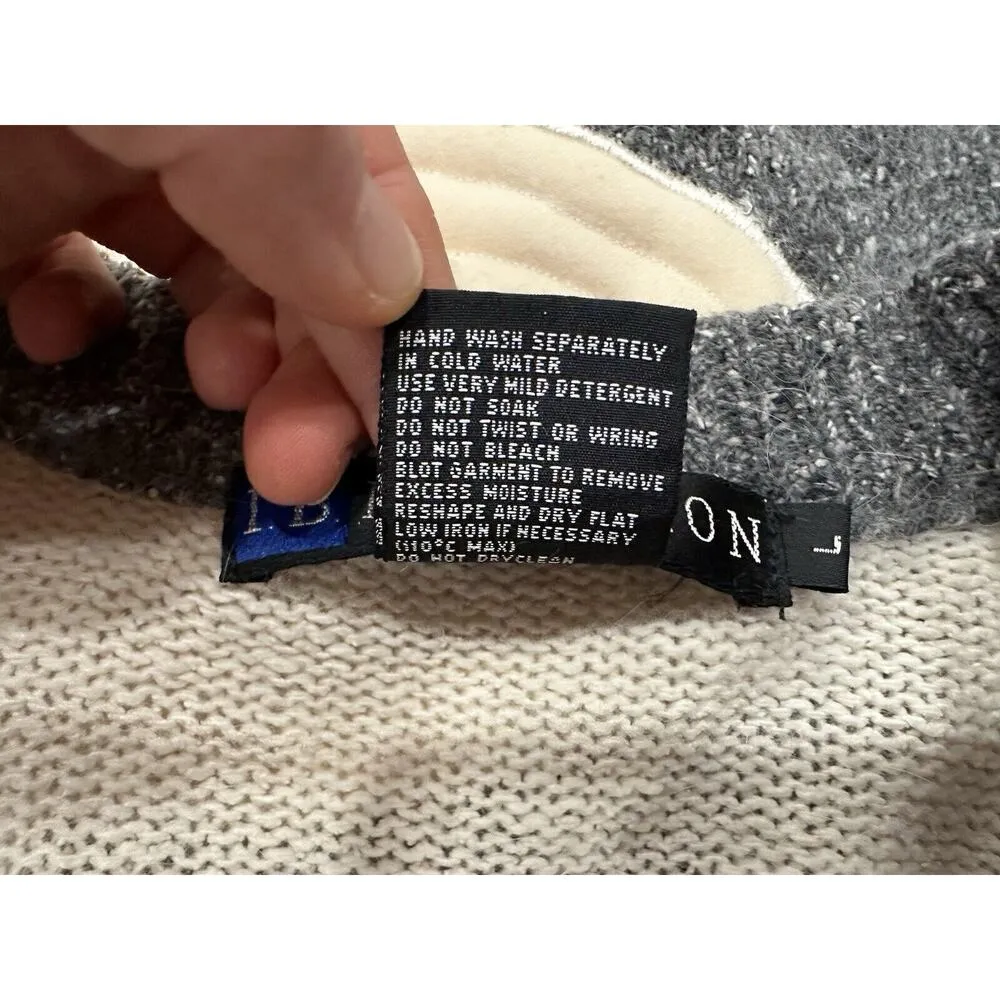 HAND WASH SEPARATELY
IN COLD WATER
USE VERY MILD DETERGENT
DO NOT SOAK
DO NOT TWIST OR WRING
DO NOT BLEACH
BLOT GARMENT TO REMOVE
EXCESS MOISTURE
RESHAPE AND DRY FLAT
LOW IRON IF NECESSARY
(110°C MAX)
DO NOT DRYCLEAN
IB
ON
L